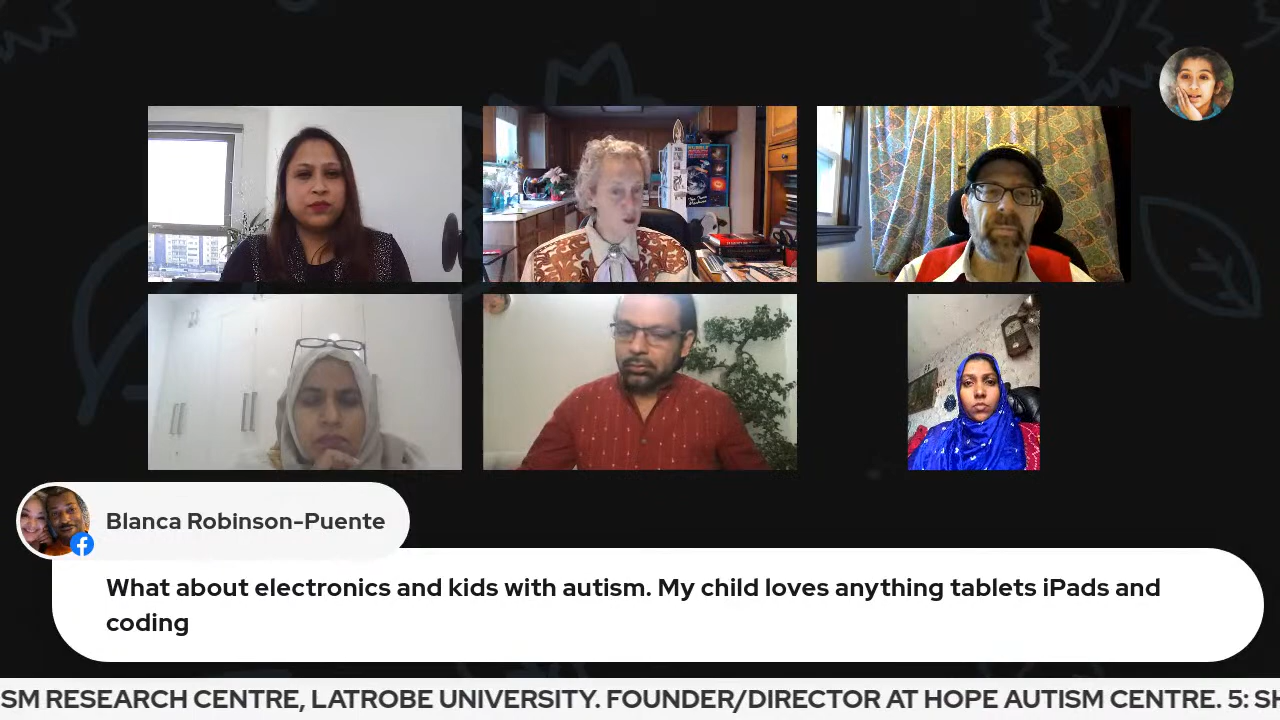 Blanca Robinson-Puente
What about electronics and kids with autism. My child loves anything tablets iPads and
coding
SM RESEARCH CENTRE, LATROBE UNIVERSITY. FOUNDER/DIRECTOR AT HOPE AUTISM CENTRE. 5: SH